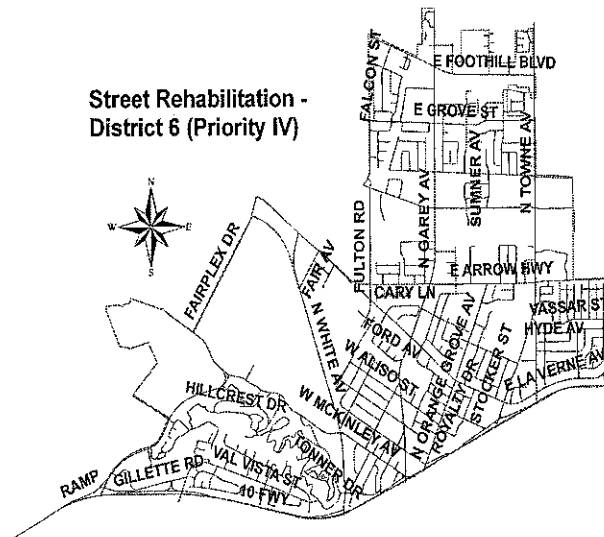 Street Rehabilitation -
District 6 (Priority IV)
N
W
E
S
FALCON ST
E FOOTHILL BLVD
E GROVE ST
N GAREY AV
SUMNER AV
N TOWNE AV
FULTON RD
FAIRPLEX DR
FAIR AV
N WHITE AV
E ARROW HWY
CARY LN
VASSAR ST
HYDE AV
FORD AV
W ALISO ST
N ORANGE GROVE AV
ROYALTY DR
STOCKER ST
E LA VERNE AV
HILLCREST DR
W MCKINLEY AV
TONNER DR
VAL VISTA ST
GILLETTE RD
10 FWY
RAMP